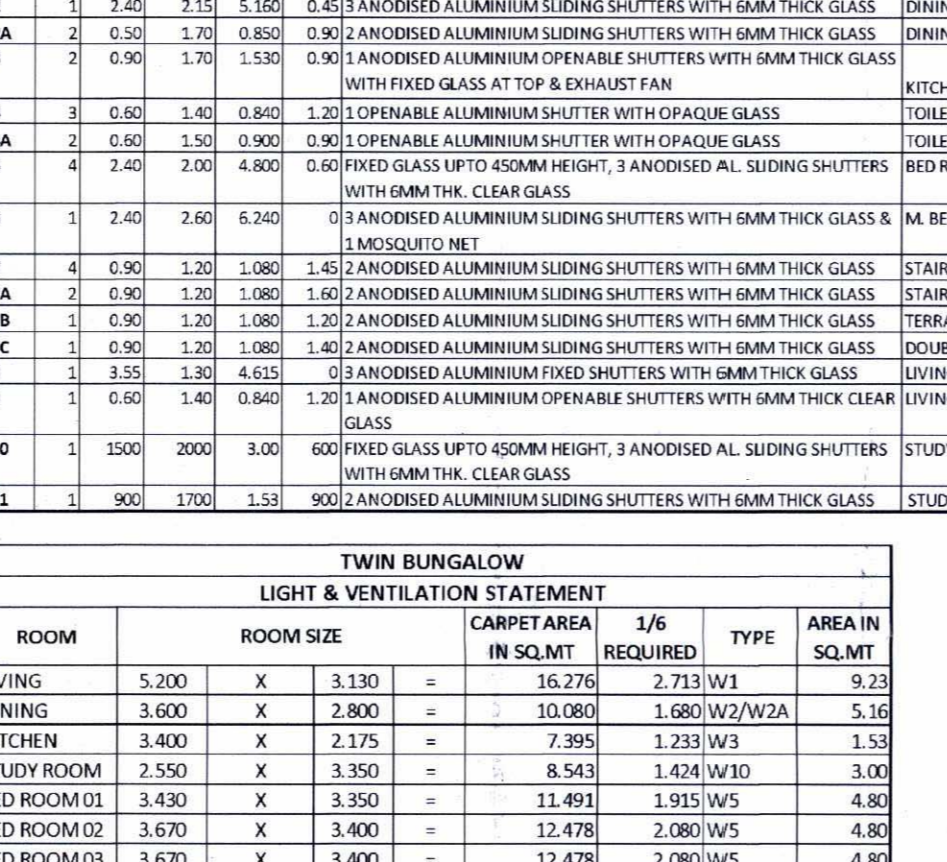 1 2.40 2.15 5.160 0.45 3 ANODISED ALUMINIUM SLIDING SHUTTERS WITH 6MM THICK GLASS DININ
A 2 0.50 1.70 0.850 0.90 2 ANODISED ALUMINIUM SLIDING SHUTTERS WITH 6MM THICK GLASS DININ
2 0.90 1.70 1.530 0.90 1 ANODISED ALUMINIUM OPENABLE SHUTTERS WITH 6MM THICK GLASS
WITH FIXED GLASS AT TOP & EXHAUST FAN KITCH
3 0.60 1.40 0.840 1.20 1 OPENABLE ALUMINIUM SHUTTER WITH OPAQUE GLASS TOILE
A 2 0.60 1.50 0.900 0.90 1 OPENABLE ALUMINIUM SHUTTER WITH OPAQUE GLASS TOILE
4 2.40 2.00 4.800 0.60 FIXED GLASS UPTO 450MM HEIGHT, 3 ANODISED AL. SLIDING SHUTTERS BED R
WITH 6MM THK. CLEAR GLASS
1 2.40 2.60 6.240 0 3 ANODISED ALUMINIUM SLIDING SHUTTERS WITH 6MM THICK GLASS & M. BE
1 MOSQUITO NET
4 0.90 1.20 1.080 1.45 2 ANODISED ALUMINIUM SLIDING SHUTTERS WITH 6MM THICK GLASS STAIR
A 2 0.90 1.20 1.080 1.60 2 ANODISED ALUMINIUM SLIDING SHUTTERS WITH 6MM THICK GLASS STAIR
B 1 0.90 1.20 1.080 1.20 2 ANODISED ALUMINIUM SLIDING SHUTTERS WITH 6MM THICK GLASS TERRA
C 1 0.90 1.20 1.080 1.40 2 ANODISED ALUMINIUM SLIDING SHUTTERS WITH 6MM THICK GLASS DOUB
1 3.55 1.30 4.615 0 3 ANODISED ALUMINIUM FIXED SHUTTERS WITH 6MM THICK GLASS LIVIN
1 0.60 1.40 0.840 1.20 1 ANODISED ALUMINIUM OPENABLE SHUTTERS WITH 6MM THICK CLEAR LIVIN
GLASS
0 1 1500 2000 3.00 600 FIXED GLASS UPTO 450MM HEIGHT, 3 ANODISED AL. SLIDING SHUTTERS STUDY
WITH 6MM THK. CLEAR GLASS
1 1 900 1700 1.53 900 2 ANODISED ALUMINIUM SLIDING SHUTTERS WITH 6MM THICK GLASS STUD
TWIN BUNGALOW
LIGHT & VENTILATION STATEMENT
ROOM ROOM SIZE CARPET AREA IN SQ.MT 1/6 REQUIRED TYPE AREA IN SQ.MT
VING 5.200 X 3.130 = 16.276 2.713 W1 9.23
NING 3.600 X 2.800 = 10.080 1.680 W2/W2A 5.16
TCHEN 3.400 X 2.175 = 7.395 1.233 W3 1.53
UDY ROOM 2.550 X 3.350 = 8.543 1.424 W10 3.00
ED ROOM 01 3.430 X 3.350 = 11.491 1.915 W5 4.80
ED ROOM 02 3.670 X 3.400 = 12.478 2.080 W5 4.80
ED ROOM 03 3.670 X 3.400 = 12.478 2.080 W5 4.80